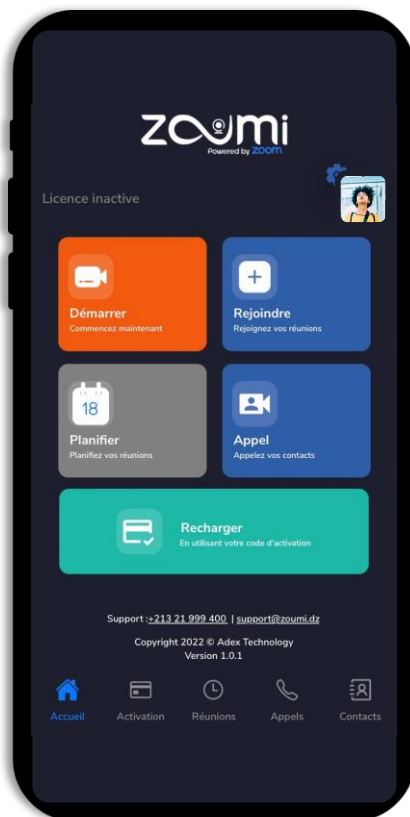 zoumi
Powered by zoom
Licence inactive
Démarrer
Commencez maintenant
Rejoindre
Rejoignez vos réunions
18
Planifier
Planifiez vos réunions
Appel
Appelez vos contacts
Recharger
En utilisant votre code d'activation
Support :+213 21 999 400 | support@zoumi.dz
Copyright 2022 © Adex Technology
Version 1.0.1
Accueil
Activation
Réunions
Appels
Contacts